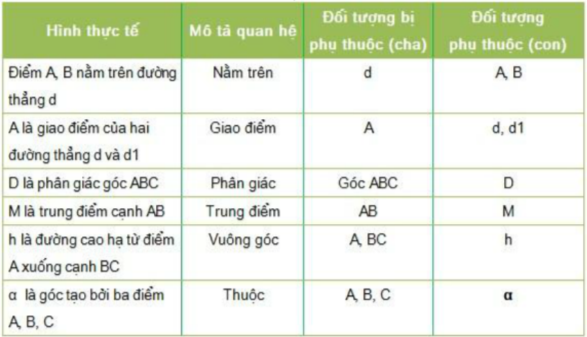 Hình thực tế
Mô tả quan hệ
Đối tượng bị
phụ thuộc (cha)
Đối tượng
phụ thuộc (con)
Điểm A, B nằm trên đường
thẳng d
Nằm trên
d
A, B
A là giao điểm của hai
đường thẳng d và d1
Giao điểm
A
d, d1
D là phân giác góc ABC
Phân giác
Góc ABC
D
M là trung điểm cạnh AB
Trung điểm
AB
M
h là đường cao hạ từ điểm
A xuống cạnh BC
Vuông góc
A, BC
h
α là góc tạo bởi ba điểm
A, B, C
Thuộc
A, B, C
α